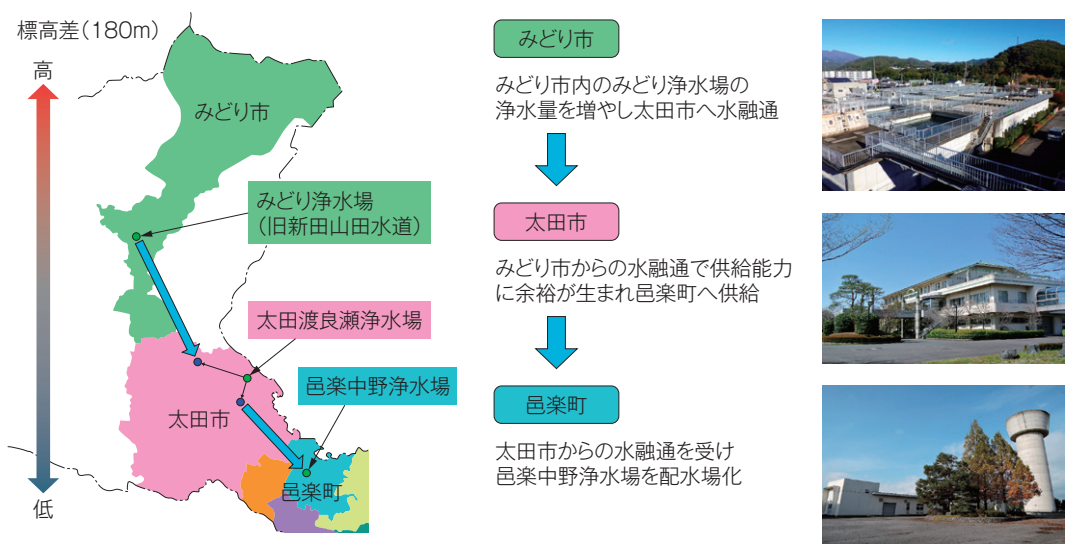 標高差(180m)
高
低
みどり市
みどり浄水場
(旧新田山田水道)
太田渡良瀬浄水場
邑楽中野浄水場
太田市
邑楽町
みどり市
みどり市内のみどり浄水場の
浄水量を増やし太田市へ水融通
太田市
みどり市からの水融通で供給能力
に余裕が生まれ邑楽町へ供給
邑楽町
太田市からの水融通を受け
邑楽中野浄水場を配水場化